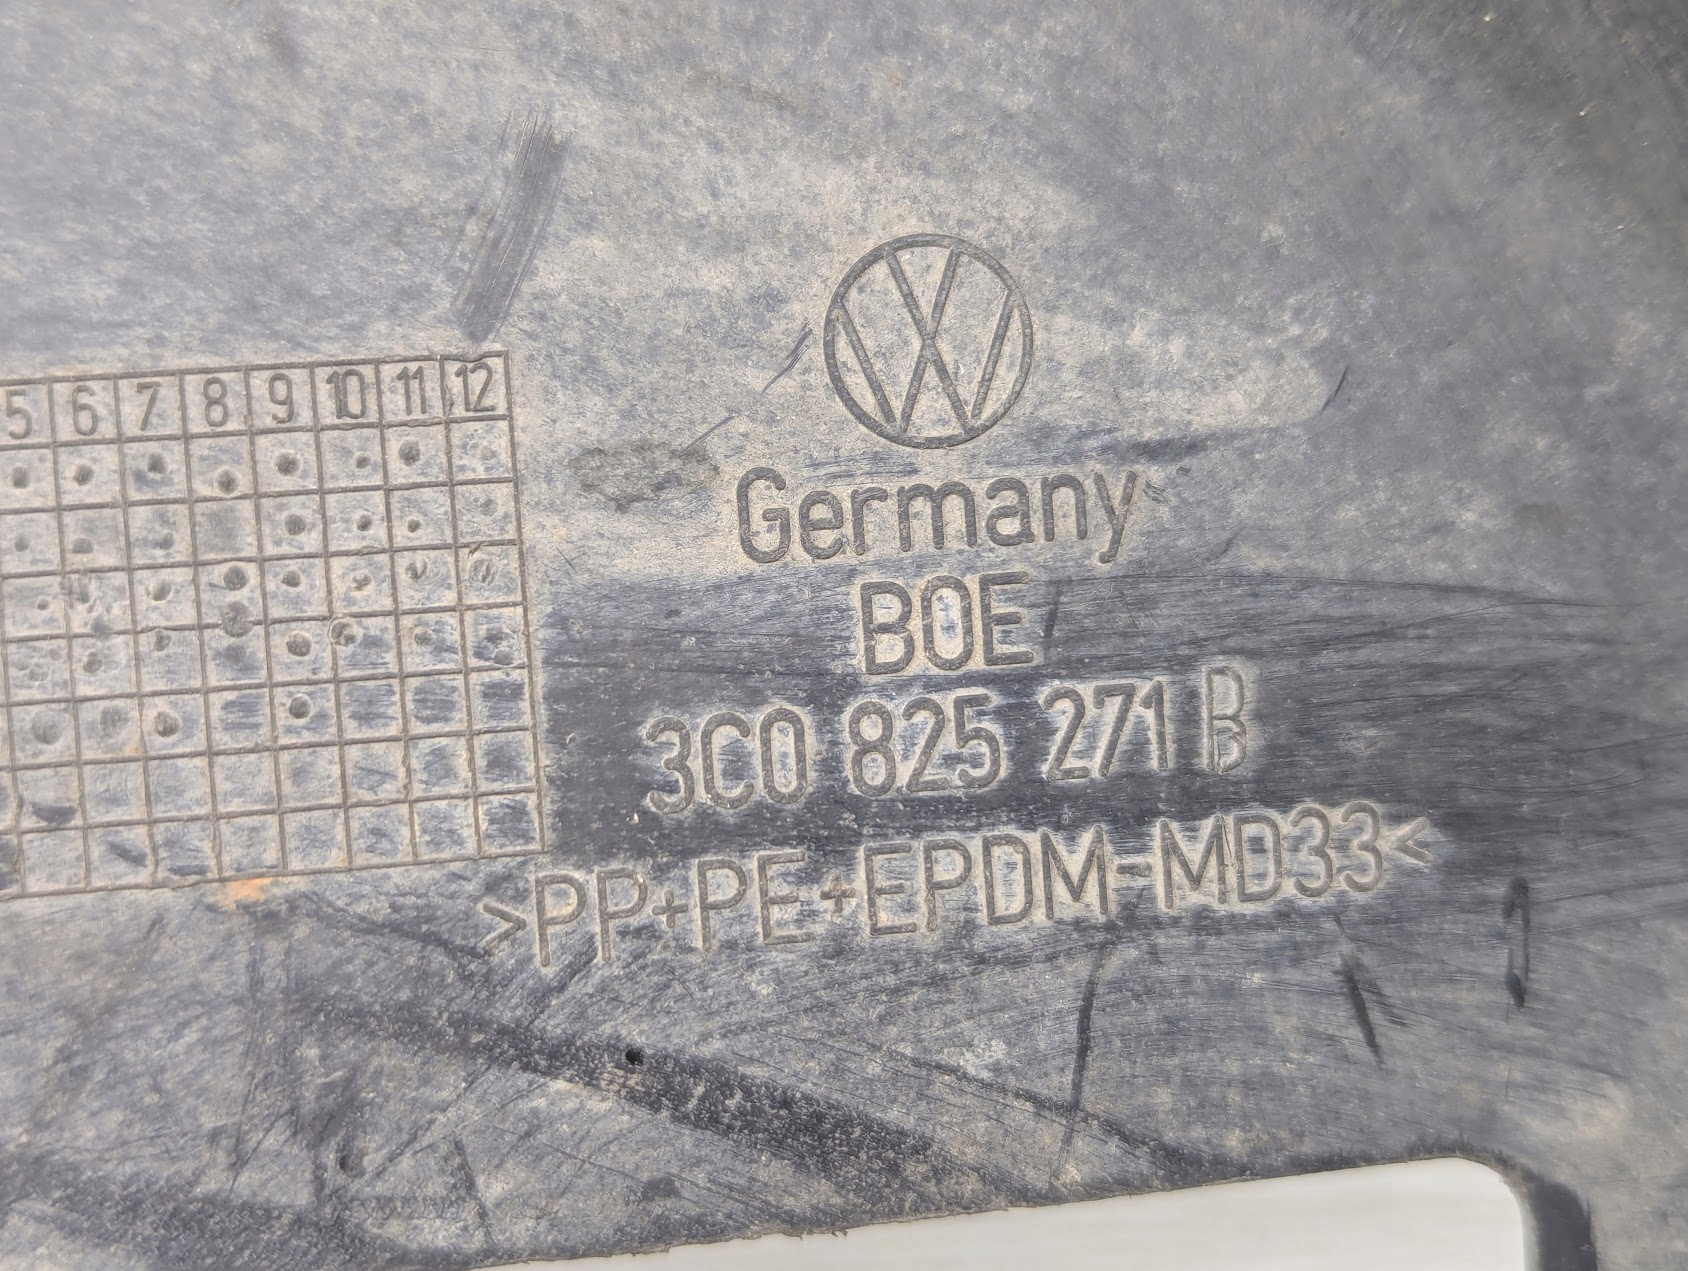 5 6 7 8 9 10 11 12
Germany
BOE
3C0 825 271 B
>PP+PE+EPDM-MD33<